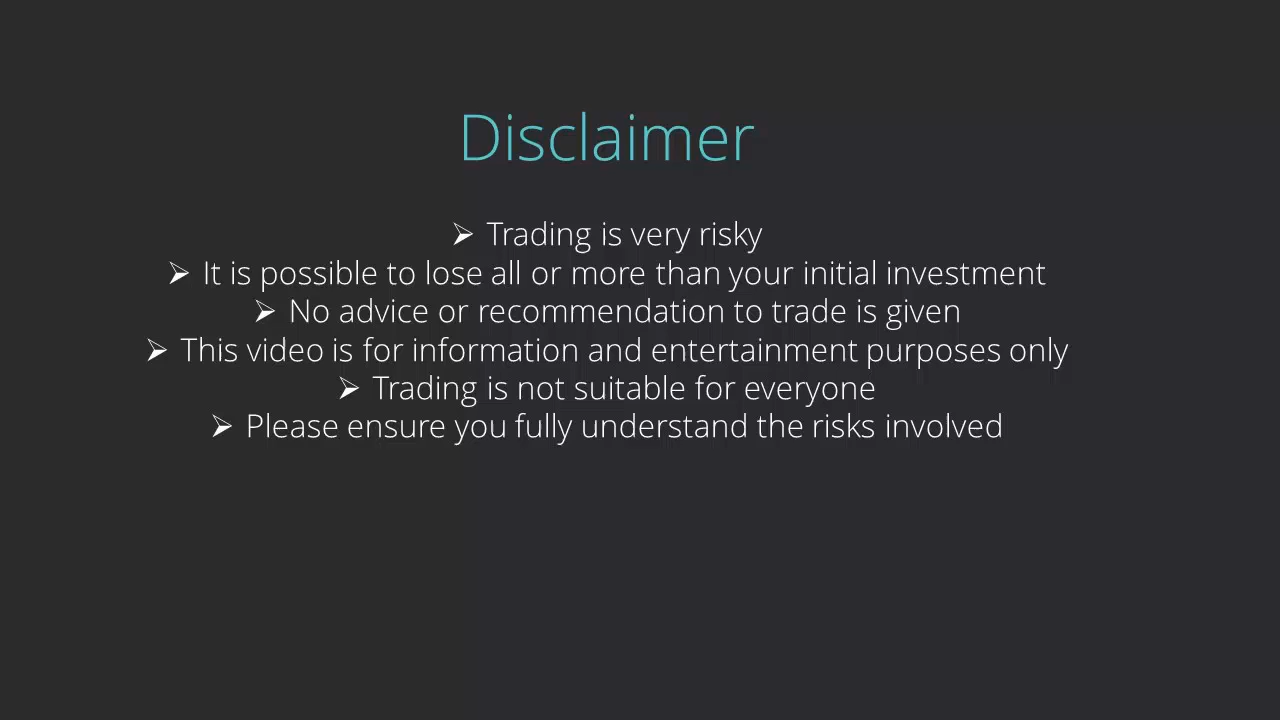 Disclaimer
➢ Trading is very risky
➢ It is possible to lose all or more than your initial investment
➢ No advice or recommendation to trade is given
➢ This video is for information and entertainment purposes only
➢ Trading is not suitable for everyone
➢ Please ensure you fully understand the risks involved